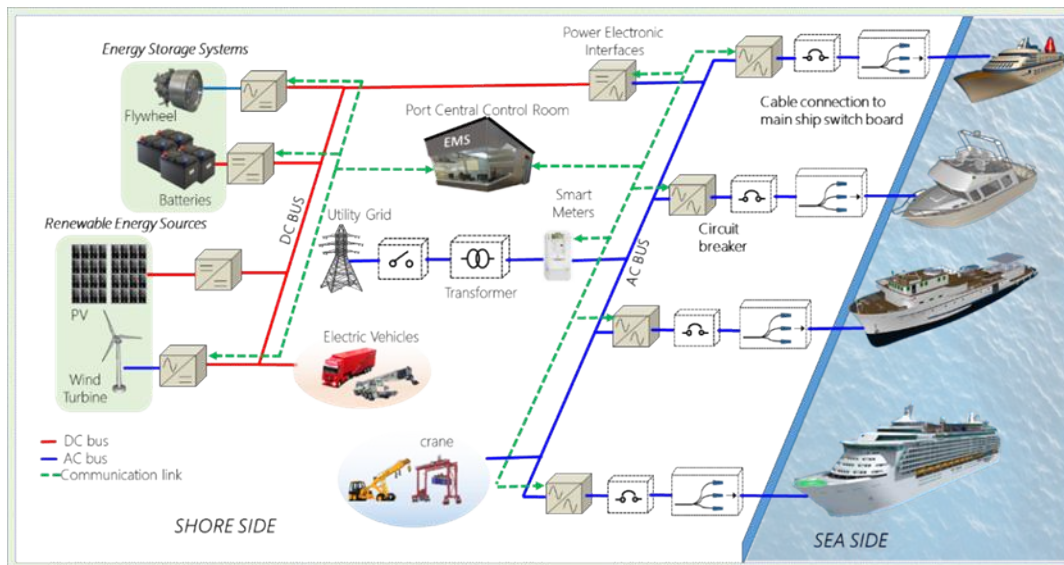 Energy Storage Systems
Flywheel
Batteries
Renewable Energy Sources
PV
Wind
Turbine
DC bus
AC bus
Communication link
SHORE SIDE
DC BUS
Port Central Control Room
EMS
Utility Grid
Transformer
Electric Vehicles
crane
Power Electronic
Interfaces
Smart
Meters
AC BUS
Cable connection to
main ship switch board
Circuit
breaker
SEA SIDE